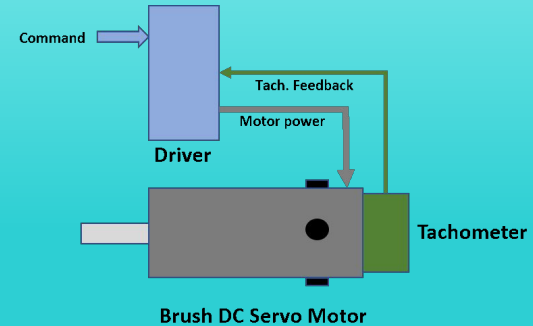 Command
Tach. Feedback
Motor power
Driver
Tachometer
Brush DC Servo Motor